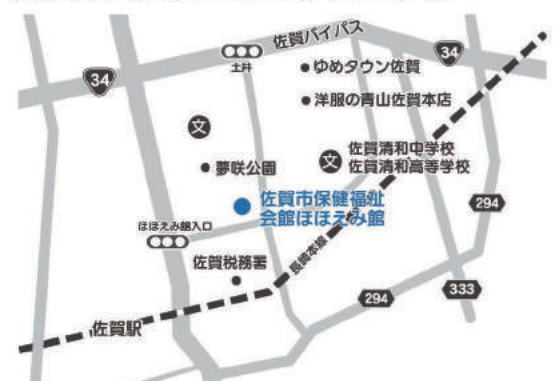 佐賀バイパス
34
34
土井
ゆめタウン佐賀
洋服の青山佐賀本店
文
文
佐賀清和中学校
佐賀清和高等学校
夢咲公園
佐賀市保健福祉
会館ほほえみ館
294
ほほえみ館入口
長崎本線
佐賀税務署
294
333
佐賀駅